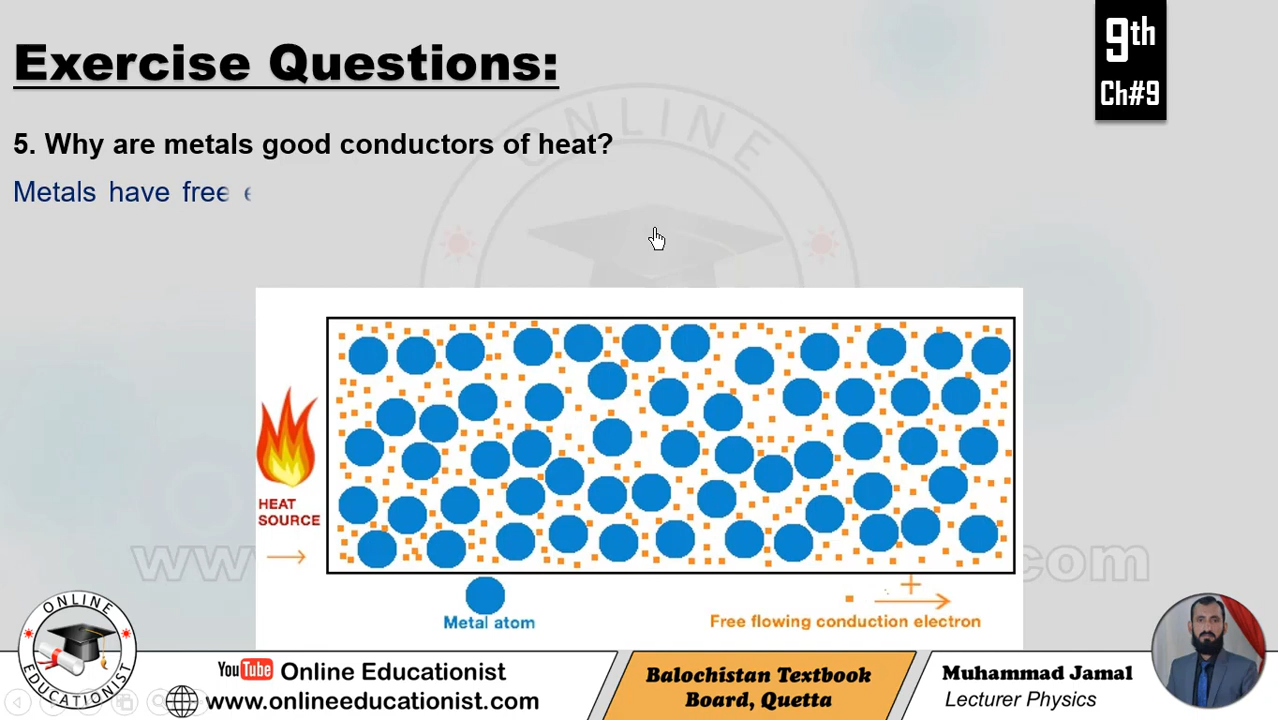 Exercise Questions:
9th
Ch#9
5. Why are metals good conductors of heat?
Metals have free e
ONLINE
HEAT
SOURCE
Metal atom
Free flowing conduction electron
ONLINE
EDUCATIONIST
YouTube Online Educationist
www.onlineeducationist.com
Balochistan Textbook
Board, Quetta
Muhammad Jamal
Lecturer Physics